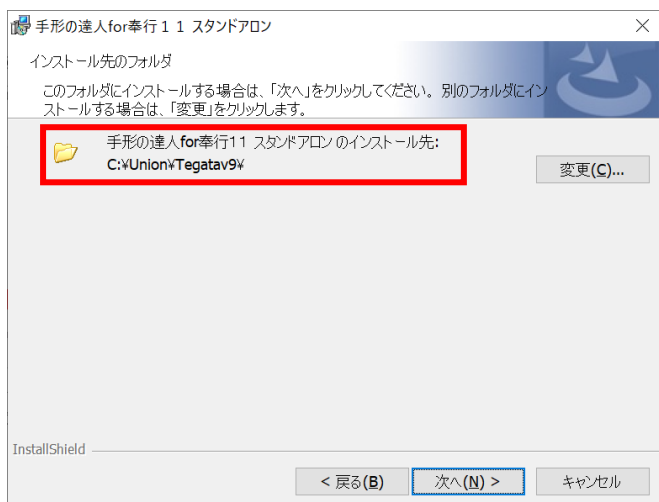 手形の達人for奉行１１ スタンドアロン
インストール先のフォルダ
このフォルダにインストールする場合は、「次へ」をクリックしてください。別のフォルダにイン
ストールする場合は、「変更」をクリックします。
手形の達人for奉行11 スタンドアロン のインストール先:
C:¥Union¥Tegatav9¥
変更(C)...
InstallShield
< 戻る(B)
次へ(N) >
キャンセル